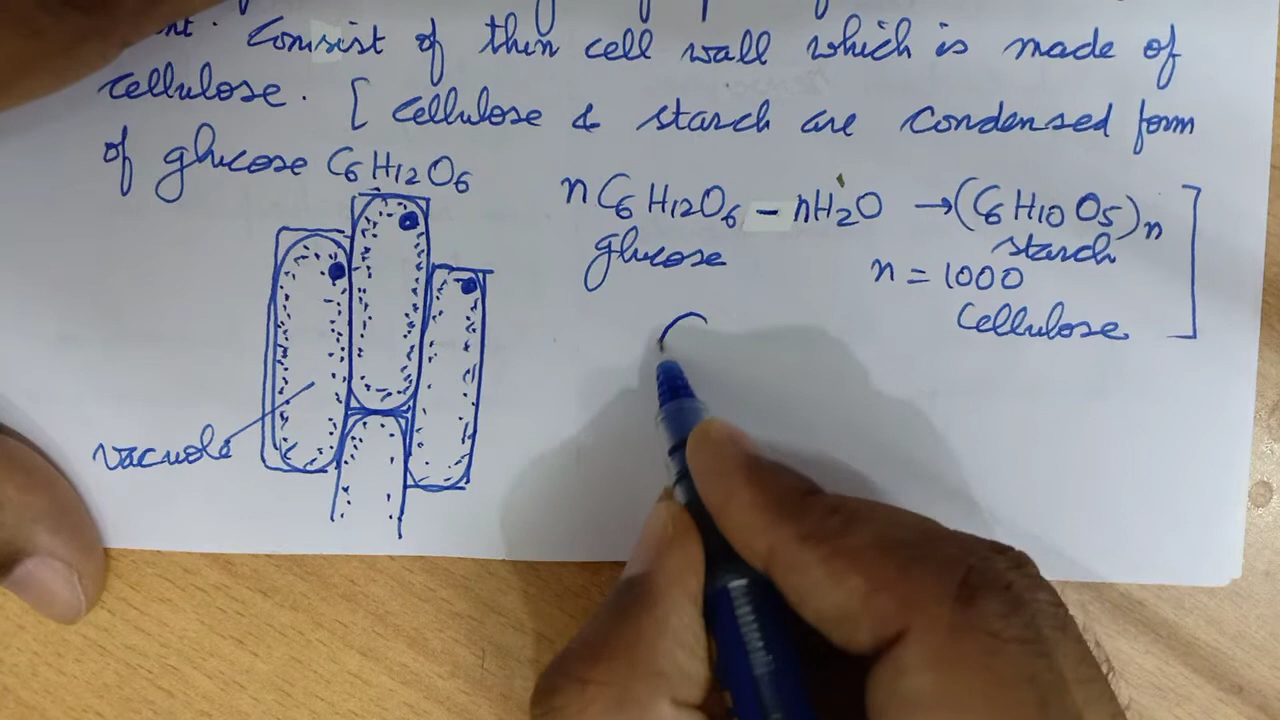 Consist of thin cell wall which is made of
cellulose. [ cellulose & starch are condensed form
of glucose C6H12O6
nC6H12O6 - nH2O → (C6H10O5)n ]
glucose
starch
n = 1000
cellulose
vacuole